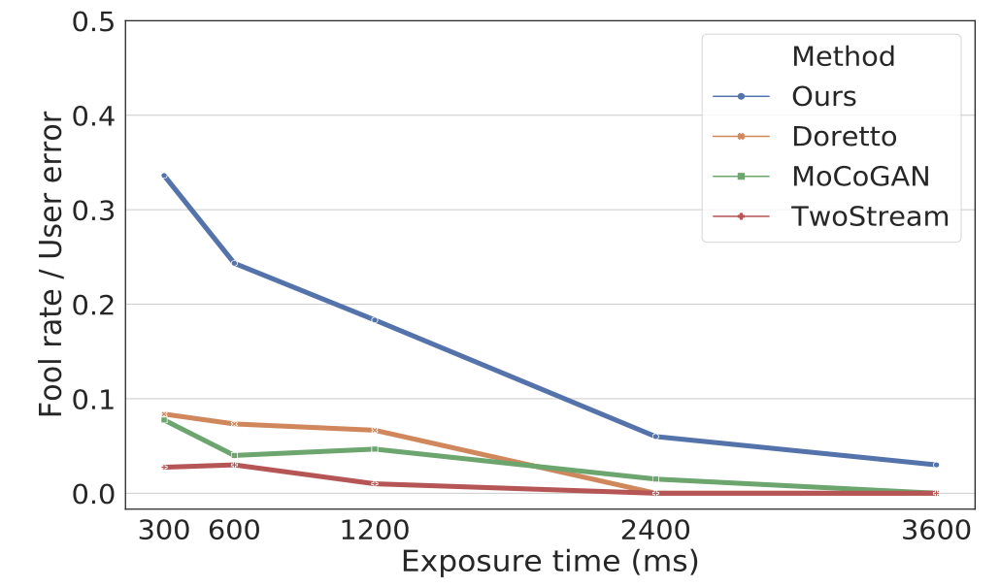 0.5
0.4
0.3
0.2
0.1
0.0
Fool rate / User error
Method
Ours
Doretto
MoCoGAN
TwoStream
300 600 1200 2400 3600
Exposure time (ms)